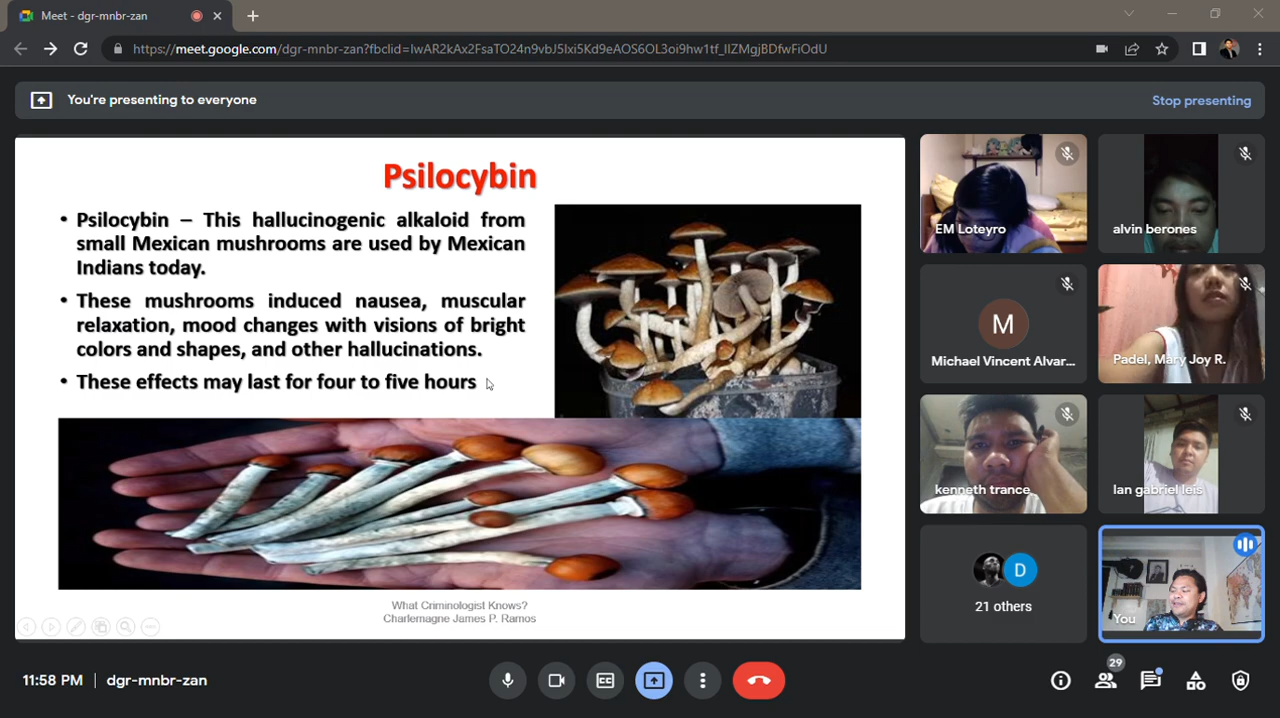 Meet - dgr-mnbr-zan
https://meet.google.com/dgr-mnbr-zan?fbclid=IwAR2kAx2FsaTO24n9vbJ5lxi5Kd9eAOS6OL3oi9hw1tf_lIZMgjBDfwFiOdU
You're presenting to everyone
Stop presenting
Psilocybin
• Psilocybin – This hallucinogenic alkaloid from
small Mexican mushrooms are used by Mexican
Indians today.
• These mushrooms induced nausea, muscular
relaxation, mood changes with visions of bright
colors and shapes, and other hallucinations.
• These effects may last for four to five hours
What Criminologist Knows?
Charlemagne James P. Ramos
EM Loteyro
alvin berones
M
Michael Vincent Alvar...
Padel, Mary Joy R.
kenneth trance
Ian gabriel leis
D
21 others
You
11:58 PM | dgr-mnbr-zan
29